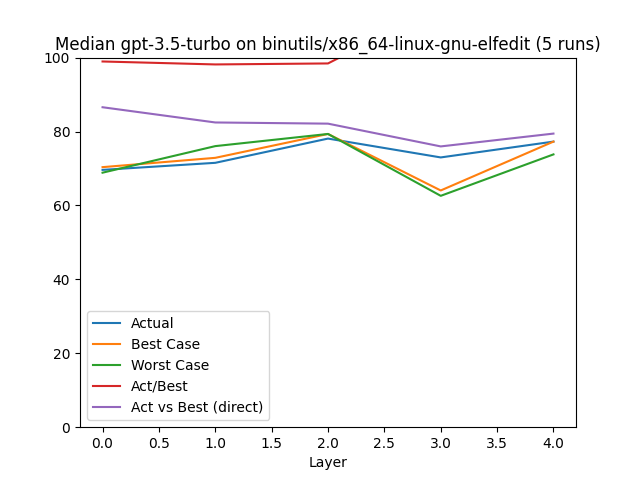 Median gpt-3.5-turbo on binutils/x86_64-linux-gnu-elfedit (5 runs)
100
80
60
40
20
0
Actual
Best Case
Worst Case
Act/Best
Act vs Best (direct)
0.0 0.5 1.0 1.5 2.0 2.5 3.0 3.5 4.0
Layer